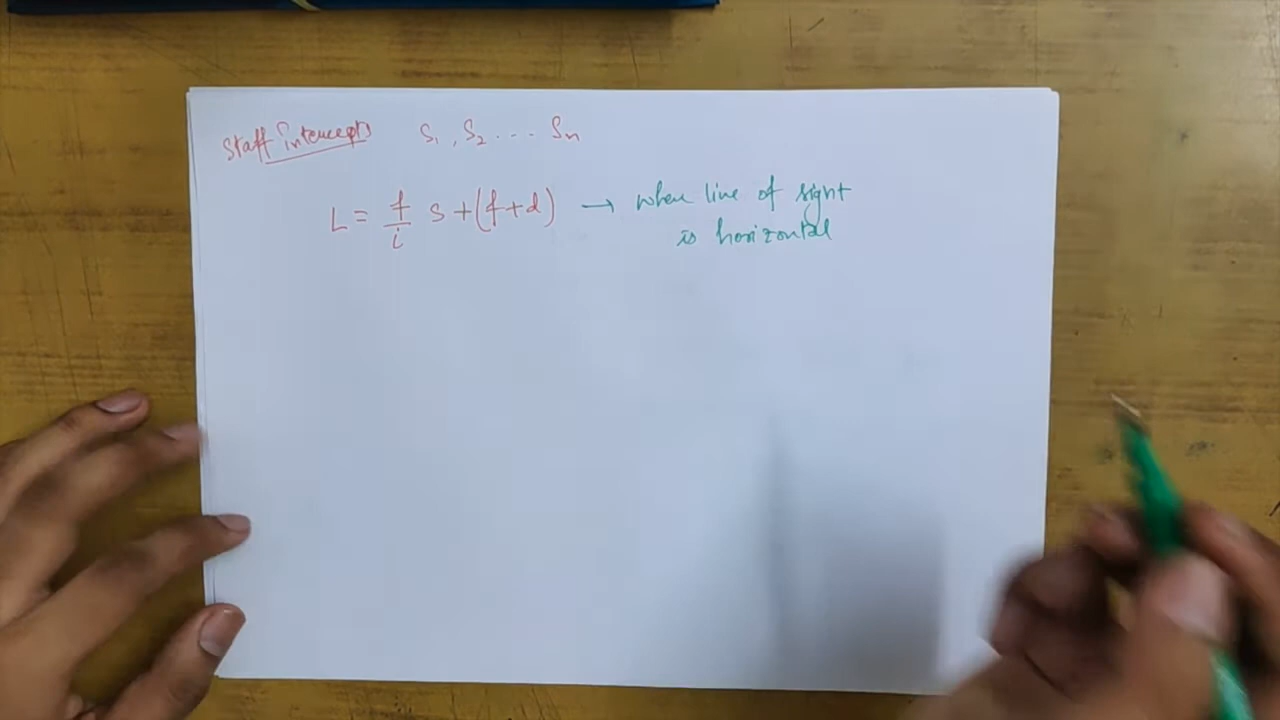 Staff Intercepts S₁, S₂ ... Sn
L = f/i s + (f+d) → when line of sight
is horizontal